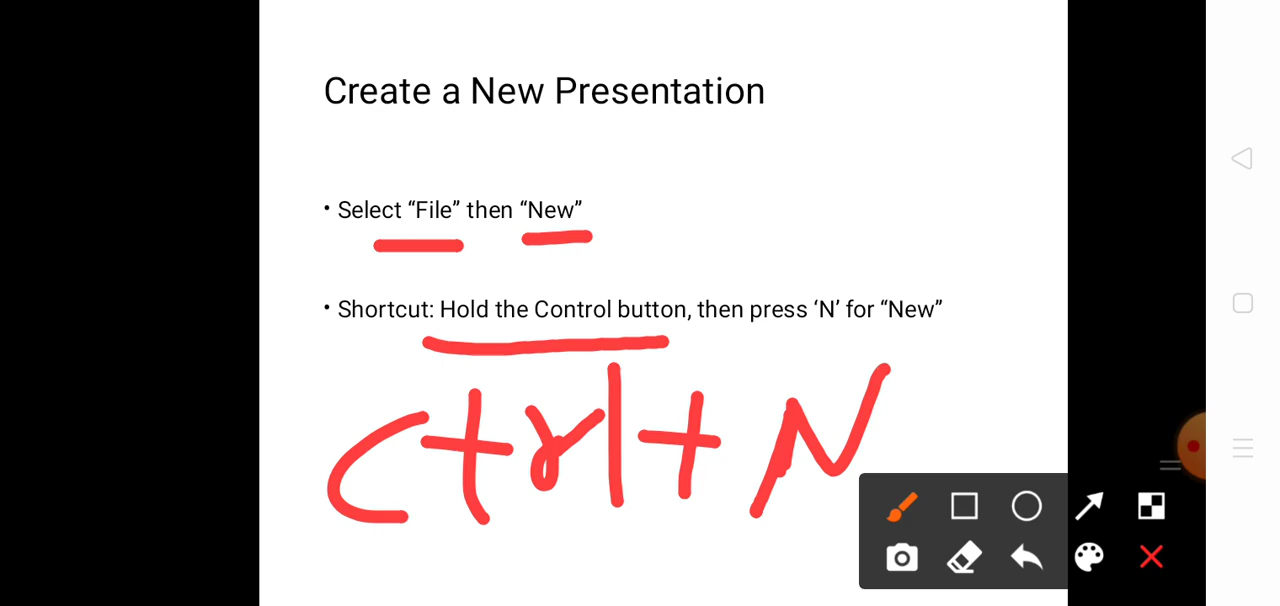 Create a New Presentation
• Select “File” then “New”
• Shortcut: Hold the Control button, then press ‘N’ for “New”
Ctrl+N